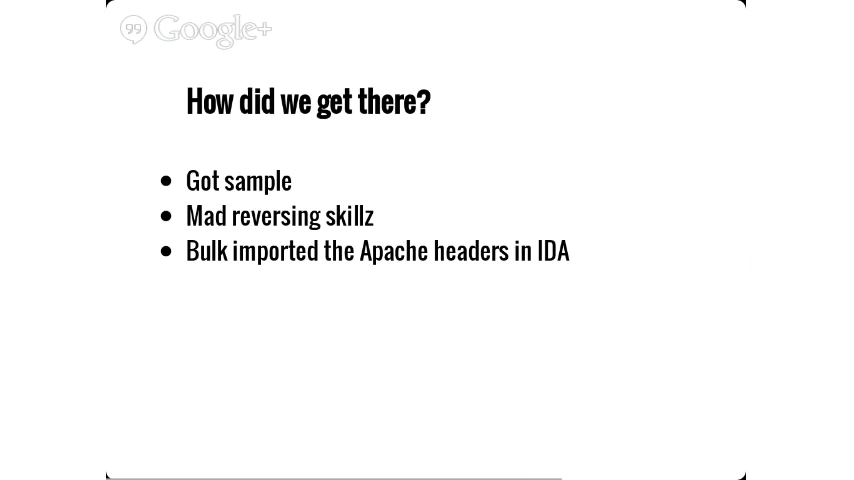 Google+
How did we get there?
Got sample
Mad reversing skillz
Bulk imported the Apache headers in IDA